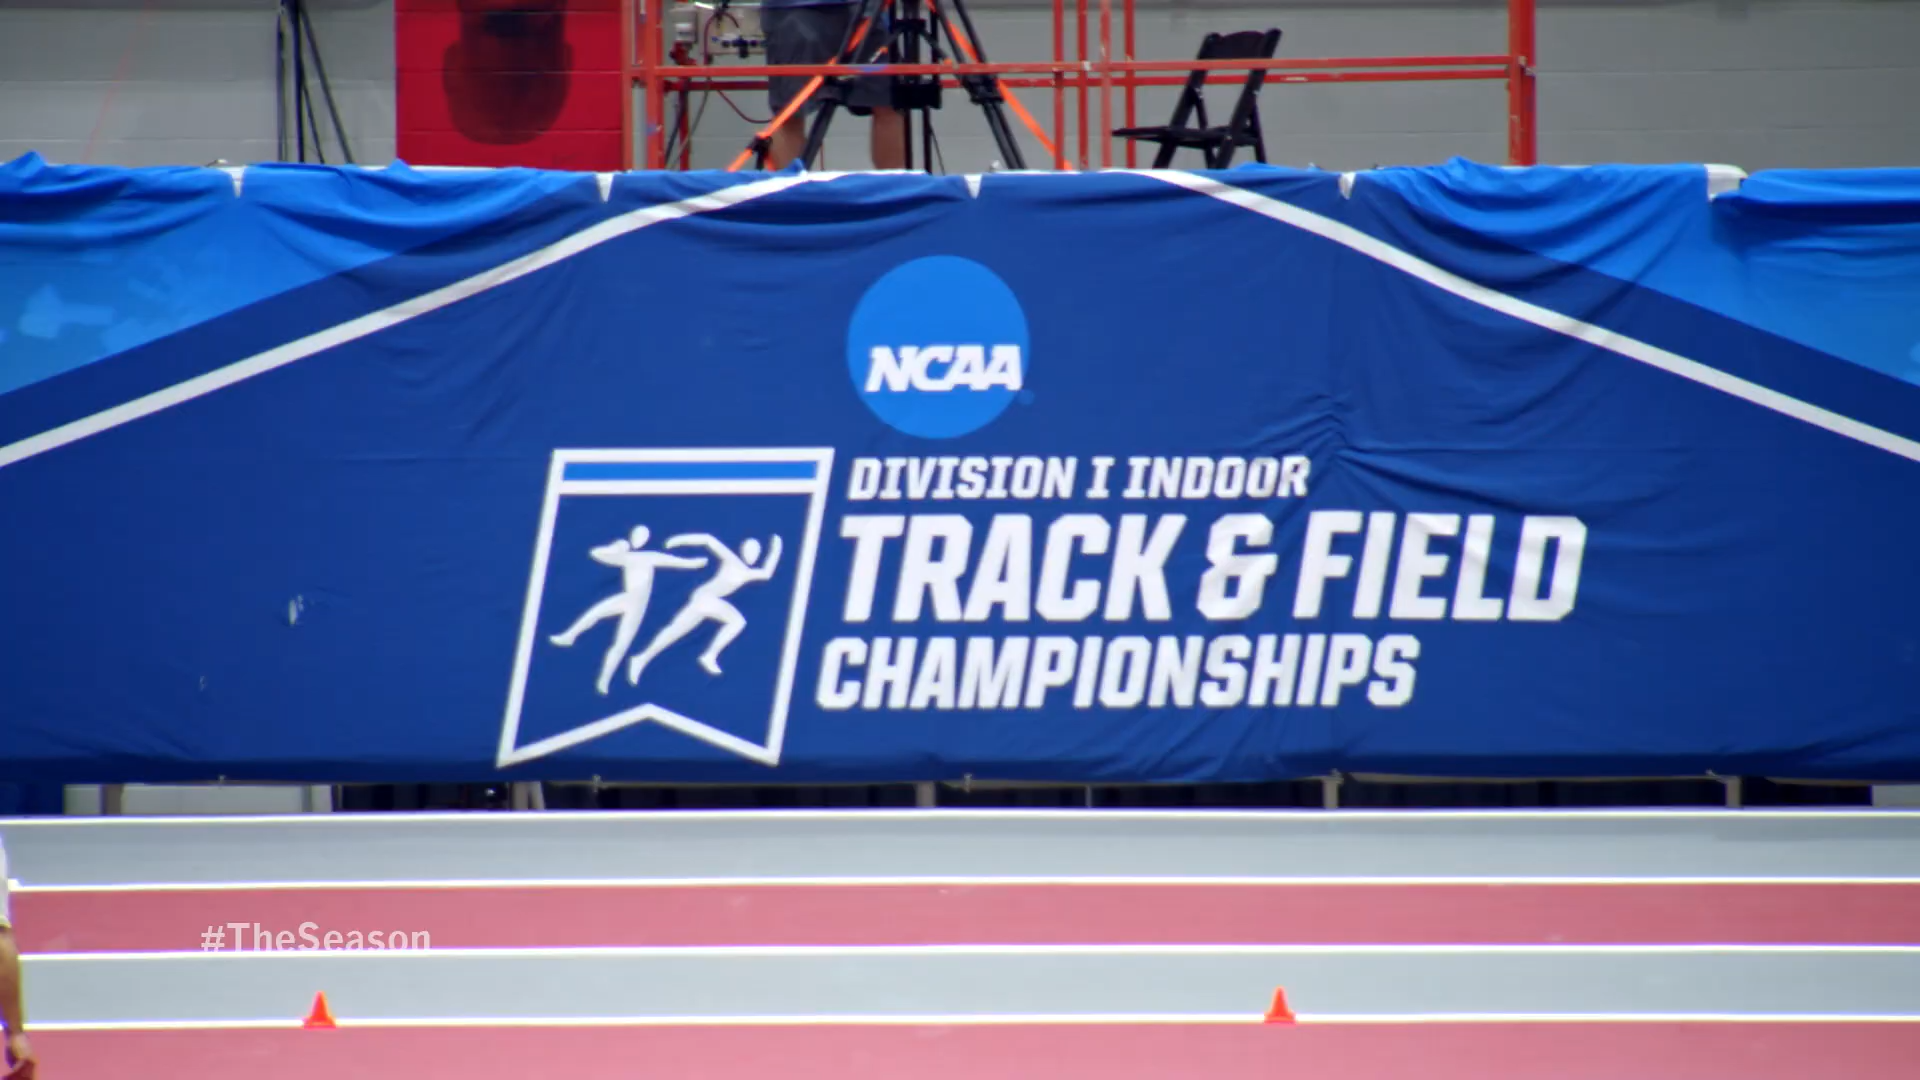 NCAA
DIVISION I INDOOR
TRACK & FIELD
CHAMPIONSHIPS
#TheSeason